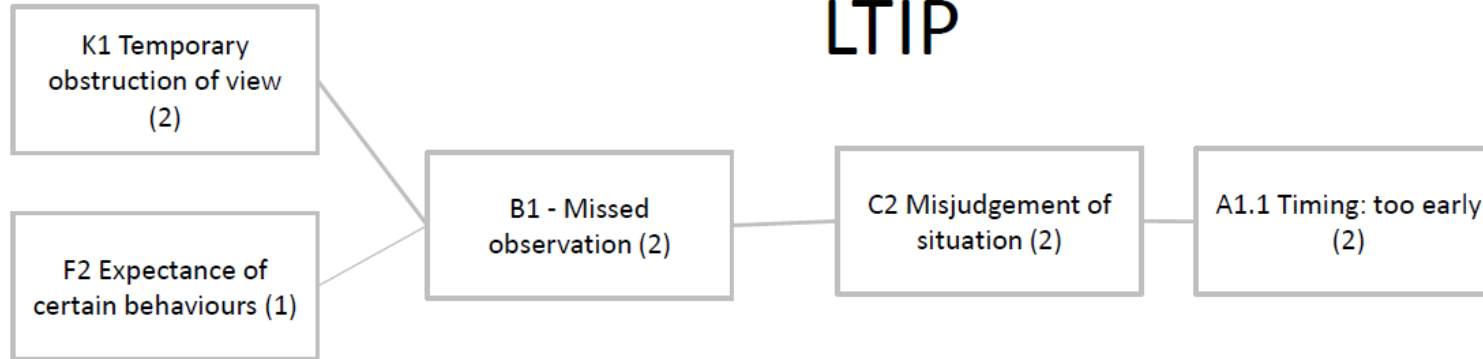 LTIP
K1 Temporary
obstruction of view
(2)
F2 Expectance of
certain behaviours (1)
B1 - Missed
observation (2)
C2 Misjudgement of
situation (2)
A1.1 Timing: too early
(2)